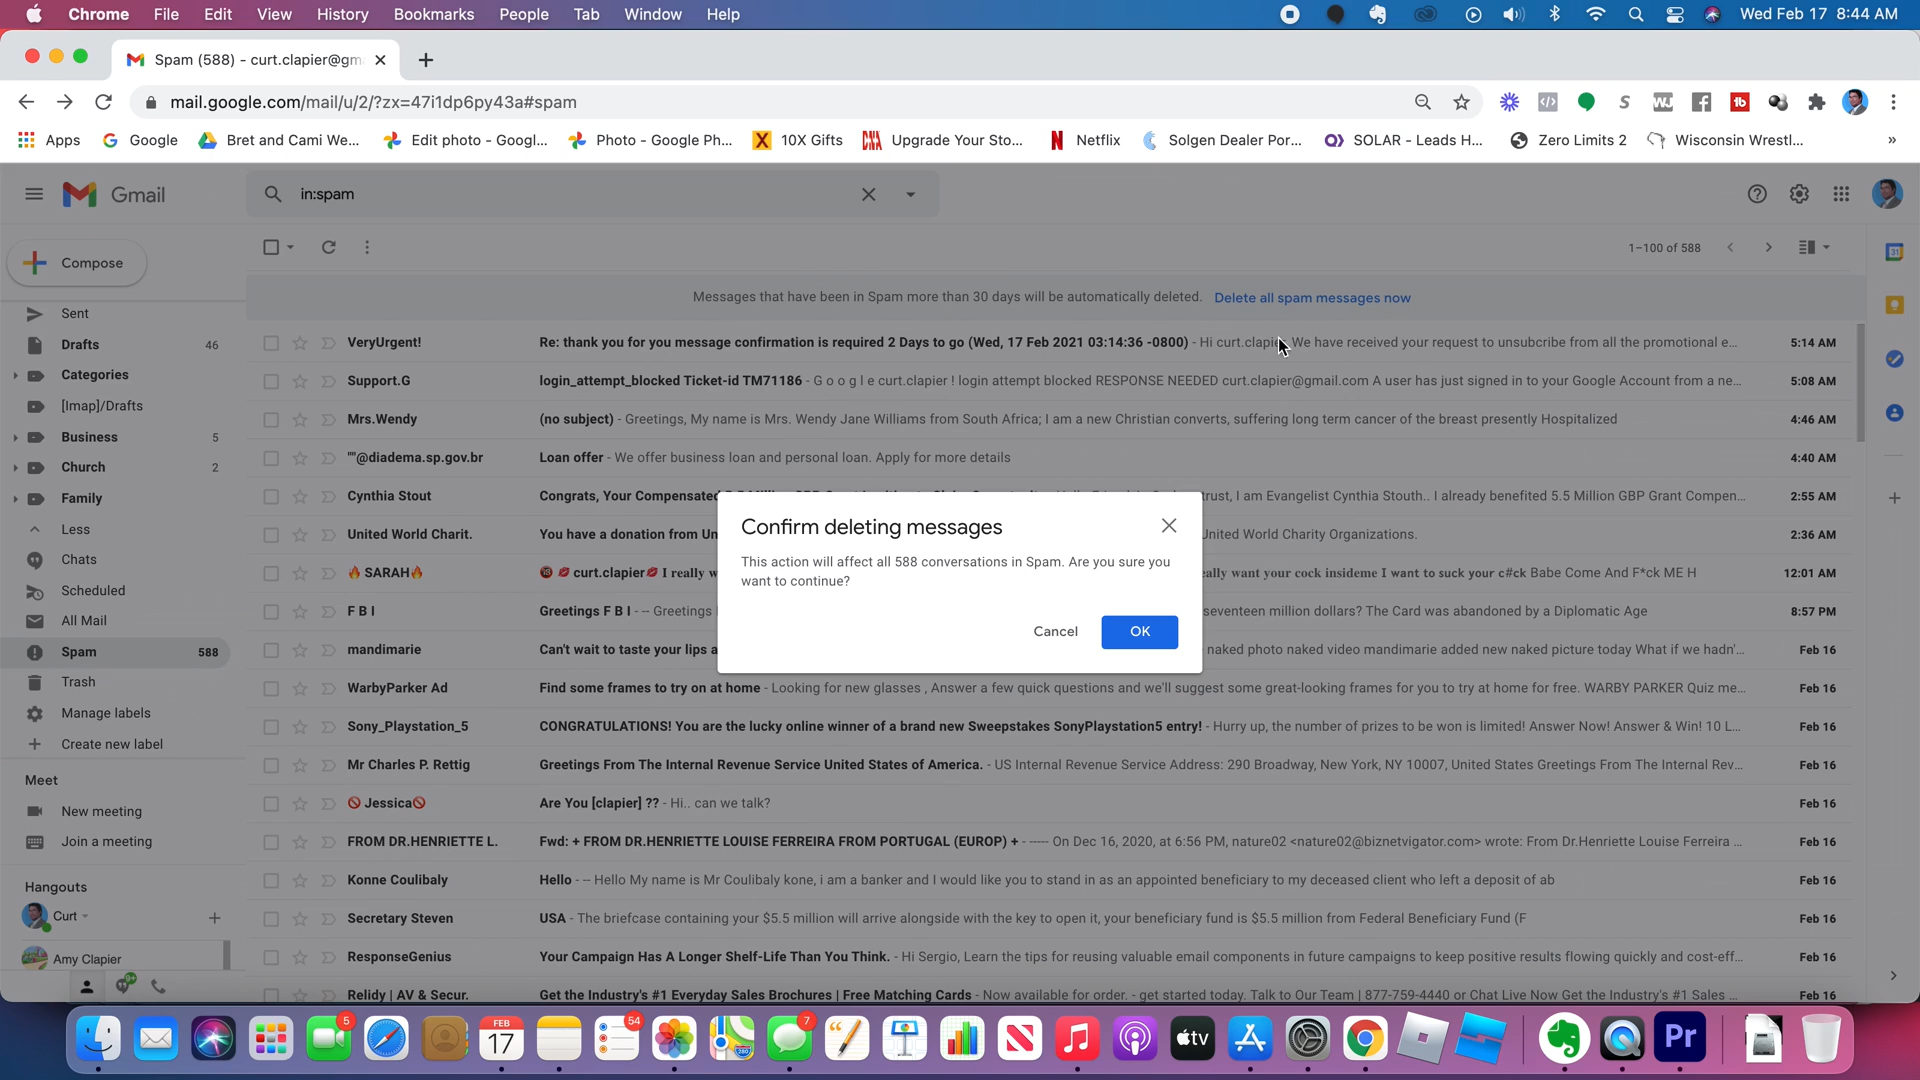 Chrome File Edit View History Bookmarks People Tab Window Help Wed Feb 17 8:44 AM
Spam (588) - curt.clapier@gm
mail.google.com/mail/u/2/?zx=47i1dp6py43a#spam
Apps Google Bret and Cami We... Edit photo - Googl... Photo - Google Ph... 10X Gifts Upgrade Your Sto... Netflix Solgen Dealer Por... SOLAR - Leads H... Zero Limits 2 Wisconsin Wrestl... »
Gmail in:spam
Compose 1–100 of 588
Messages that have been in Spam more than 30 days will be automatically deleted. Delete all spam messages now
Sent
Drafts 46
Categories
[Imap]/Drafts
Business 5
Church 2
Family
Less
Chats
Scheduled
All Mail
Spam 588
Trash
Manage labels
Create new label
Meet
New meeting
Join a meeting
Hangouts
Curt
Amy Clapier
9+
VeryUrgent! Re: thank you for you message confirmation is required 2 Days to go (Wed, 17 Feb 2021 03:14:36 -0800) - Hi curt.clapie We have received your request to unsubcribe from all the promotional e... 5:14 AM
Support.G login_attempt_blocked Ticket-id TM71186 - G o o g l e curt.clapier ! login attempt blocked RESPONSE NEEDED curt.clapier@gmail.com A user has just signed in to your Google Account from a ne... 5:08 AM
Mrs.Wendy (no subject) - Greetings, My name is Mrs. Wendy Jane Williams from South Africa; I am a new Christian converts, suffering long term cancer of the breast presently Hospitalized 4:46 AM
""@diadema.sp.gov.br Loan offer - We offer business loan and personal loan. Apply for more details 4:40 AM
Cynthia Stout Congrats, Your Compensated trust, I am Evangelist Cynthia Stouth.. I already benefited 5.5 Million GBP Grant Compen... 2:55 AM
United World Charit. You have a donation from Un United World Charity Organizations. 2:36 AM
🔥SARAH🔥 🔞 💋 curt.clapier💋 I really w eally want your cock insideme I want to suck your c#ck Babe Come And F*ck ME H 12:01 AM
F B I Greetings F B I - -- Greetings seventeen million dollars? The Card was abandoned by a Diplomatic Age 8:57 PM
mandimarie Can't wait to taste your lips a naked photo naked video mandimarie added new naked picture today What if we hadn'... Feb 16
WarbyParker Ad Find some frames to try on at home - Looking for new glasses , Answer a few quick questions and we'll suggest some great-looking frames for you to try at home for free. WARBY PARKER Quiz me... Feb 16
Sony_Playstation_5 CONGRATULATIONS! You are the lucky online winner of a brand new Sweepstakes SonyPlaystation5 entry! - Hurry up, the number of prizes to be won is limited! Answer Now! Answer & Win! 10 L... Feb 16
Mr Charles P. Rettig Greetings From The Internal Revenue Service United States of America. - US Internal Revenue Service Address: 290 Broadway, New York, NY 10007, United States Greetings From The Internal Rev... Feb 16
🚫Jessica🚫 Are You [clapier] ?? - Hi.. can we talk? Feb 16
FROM DR.HENRIETTE L. Fwd: + FROM DR.HENRIETTE LOUISE FERREIRA FROM PORTUGAL (EUROP) + - ----- On Dec 16, 2020, at 6:56 PM, nature02 <nature02@biznetvigator.com> wrote: From Dr.Henriette Louise Ferreira ... Feb 16
Konne Coulibaly Hello - -- Hello My name is Mr Coulibaly kone, i am a banker and I would like you to stand in as an appointed beneficiary to my deceased client who left a deposit of ab Feb 16
Secretary Steven USA - The briefcase containing your $5.5 million will arrive alongside with the key to open it, your beneficiary fund is $5.5 million from Federal Beneficiary Fund (F Feb 16
ResponseGenius Your Campaign Has A Longer Shelf-Life Than You Think. - Hi Sergio, Learn the tips for reusing valuable email components in future campaigns to keep positive results flowing quickly and cost-eff... Feb 16
Relidy | AV & Secur. Get the Industry's #1 Everyday Sales Brochures | Free Matching Cards - Now available for order. - get started today. Talk to Our Team | 877-759-4440 or Chat Live Now Get the Industry's #1 Sales ... Feb 16
Confirm deleting messages
This action will affect all 588 conversations in Spam. Are you sure you
want to continue?
Cancel OK
5 FEB 17 54 7 tv Pr